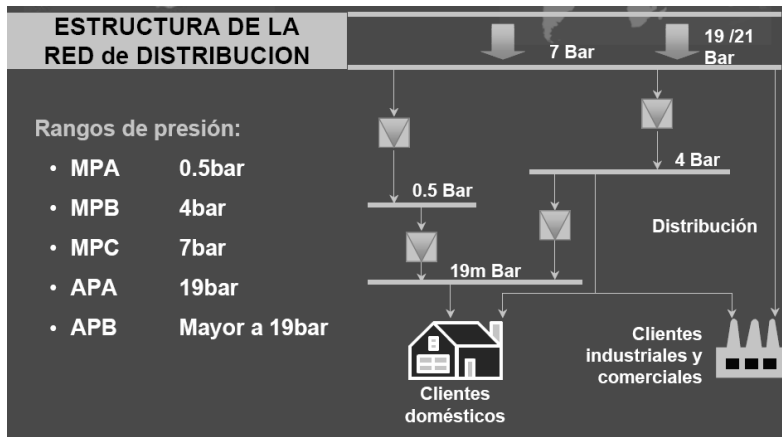 ESTRUCTURA DE LA
RED de DISTRIBUCION
7 Bar
19 /21
Bar
Rangos de presión:
• MPA 0.5bar
• MPB 4bar
• MPC 7bar
• APA 19bar
• APB Mayor a 19bar
4 Bar
0.5 Bar
Distribución
19m Bar
Clientes
domésticos
Clientes
industriales y
comerciales